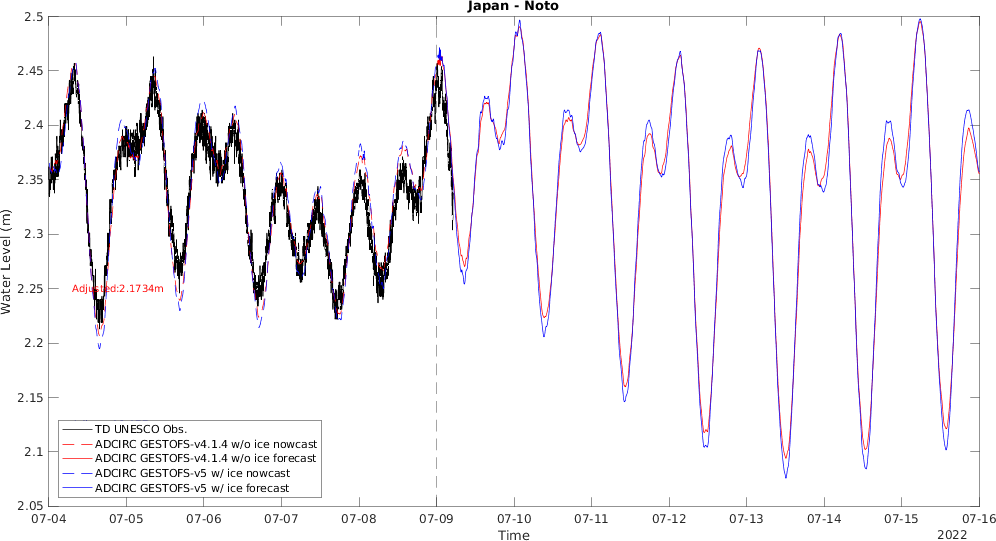 Japan - Noto
2.5
2.45
2.4
2.35
2.3
2.25
2.2
2.15
2.1
2.05
Water Level (m)
Adjusted:2.1734m
TD UNESCO Obs.
ADCIRC GESTOFS-v4.1.4 w/o ice nowcast
ADCIRC GESTOFS-v4.1.4 w/o ice forecast
ADCIRC GESTOFS-v5 w/ ice nowcast
ADCIRC GESTOFS-v5 w/ ice forecast
07-04 07-05 07-06 07-07 07-08 07-09 07-10 07-11 07-12 07-13 07-14 07-15 07-16
Time
2022